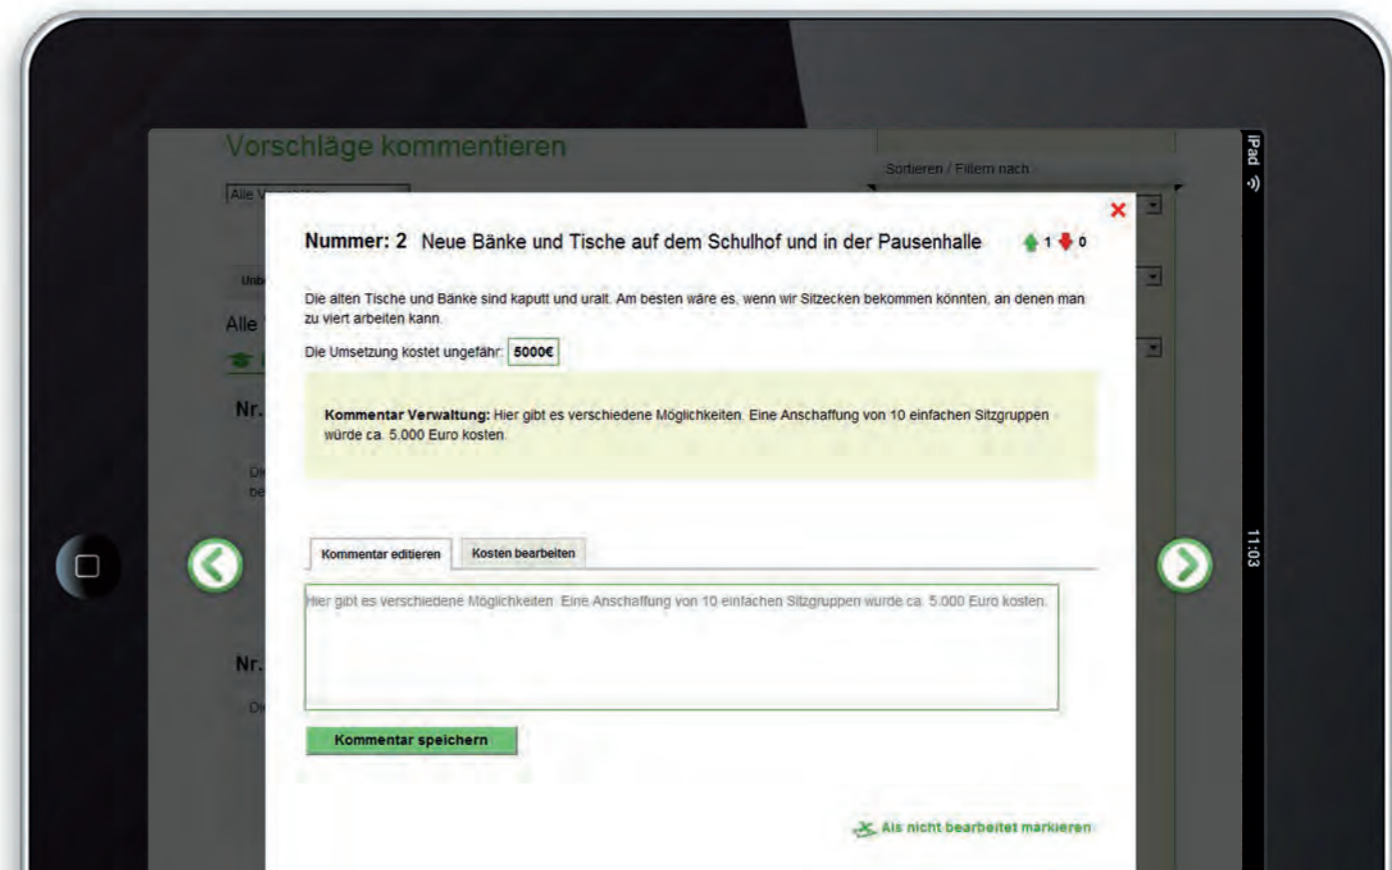 Vorschläge kommentieren
Sortieren / Filtern nach
Alle
Nummer: 2 Neue Bänke und Tische auf dem Schulhof und in der Pausenhalle 1 0
Die alten Tische und Bänke sind kaputt und uralt. Am besten wäre es, wenn wir Sitzecken bekommen könnten, an denen man
zu viert arbeiten kann.
Alle
Die Umsetzung kostet ungefähr: 5000€
Nr.
Kommentar Verwaltung: Hier gibt es verschiedene Möglichkeiten. Eine Anschaffung von 10 einfachen Sitzgruppen
würde ca. 5.000 Euro kosten.
Kommentar editieren
Kosten bearbeiten
Hier gibt es verschiedene Möglichkeiten. Eine Anschaffung von 10 einfachen Sitzgruppen würde ca. 5.000 Euro kosten.
Nr.
Kommentar speichern
Als nicht bearbeitet markieren
iPad
11:03